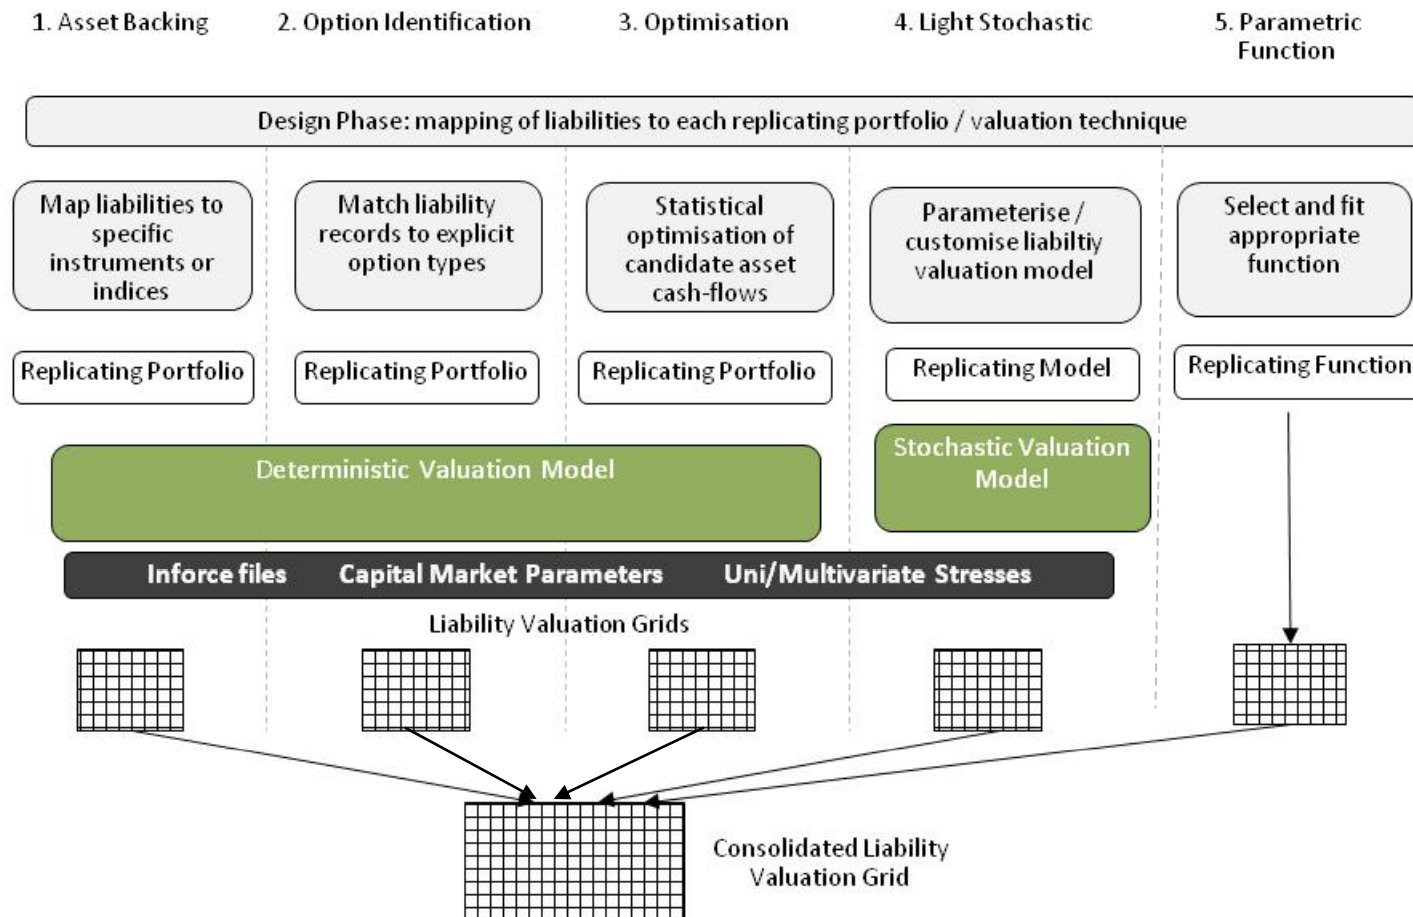 1. Asset Backing
2. Option Identification
3. Optimisation
4. Light Stochastic
5. Parametric
Function
Design Phase: mapping of liabilities to each replicating portfolio / valuation technique
Map liabilities to
specific
instruments or
indices
Match liability
records to explicit
option types
Statistical
optimisation of
candidate asset
cash-flows
Parameterise /
customise liabiltiy
valuation model
Select and fit
appropriate
function
Replicating Portfolio
Replicating Portfolio
Replicating Portfolio
Replicating Model
Replicating Function
Deterministic Valuation Model
Stochastic Valuation
Model
Inforce files Capital Market Parameters Uni/Multivariate Stresses
Liability Valuation Grids
Consolidated Liability
Valuation Grid